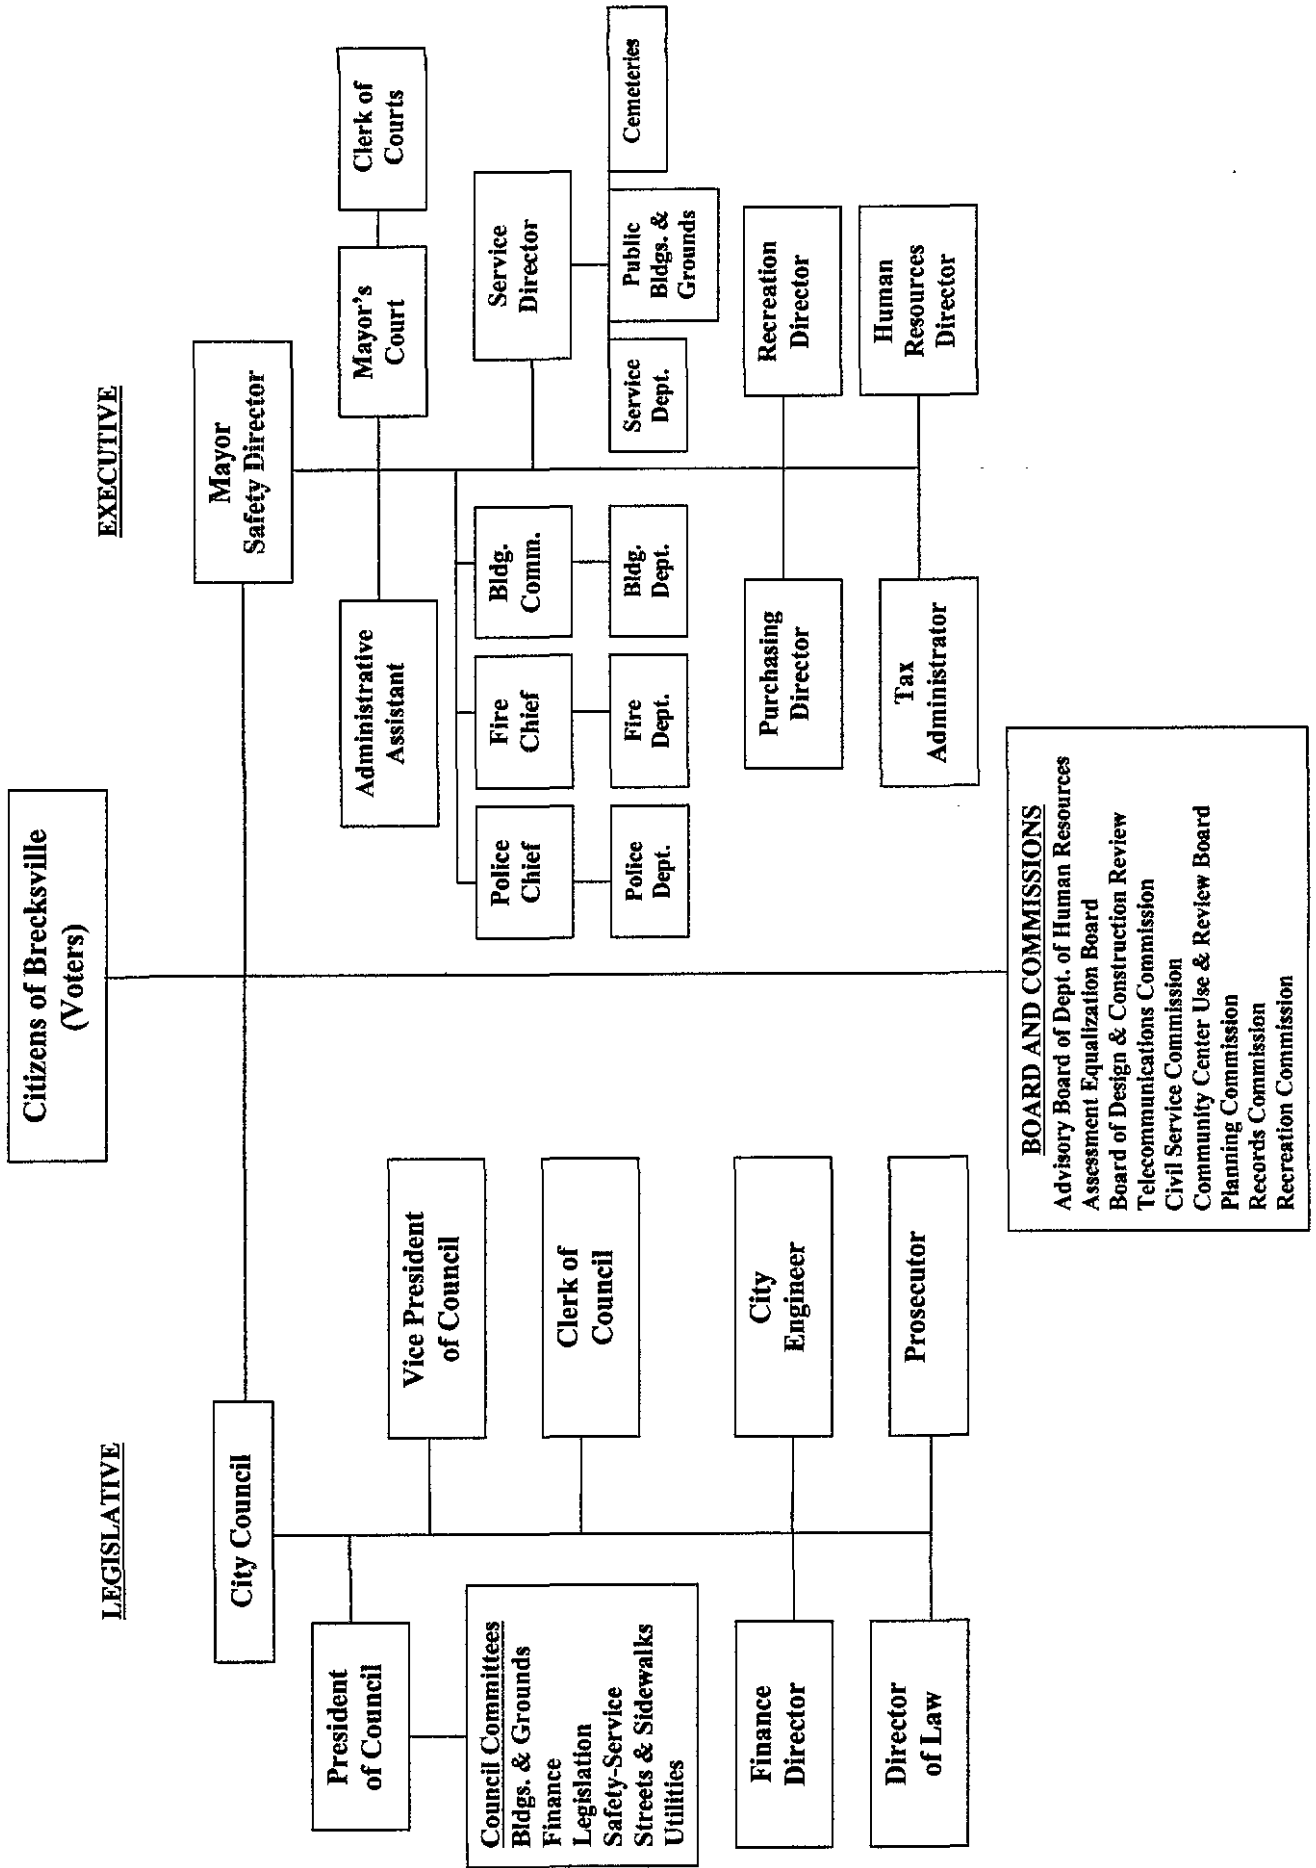 Citizens of Brecksville
(Voters)
LEGISLATIVE
EXECUTIVE
City Council
Mayor
Safety Director
President
of Council
Vice President
of Council
Council Committees
Bldgs. & Grounds
Finance
Legislation
Safety-Service
Streets & Sidewalks
Utilities
Clerk of
Council
Finance
Director
City
Engineer
Director
of Law
Prosecutor
Administrative
Assistant
Mayor's
Court
Clerk of
Courts
Police
Chief
Fire
Chief
Bldg.
Comm.
Service
Director
Police
Dept.
Fire
Dept.
Bldg.
Dept.
Service
Dept.
Public
Bldgs. &
Grounds
Cemeteries
Purchasing
Director
Recreation
Director
Tax
Administrator
Human
Resources
Director
BOARD AND COMMISSIONS
Advisory Board of Dept. of Human Resources
Assessment Equalization Board
Board of Design & Construction Review
Telecommunications Commission
Civil Service Commission
Community Center Use & Review Board
Planning Commission
Records Commission
Recreation Commission